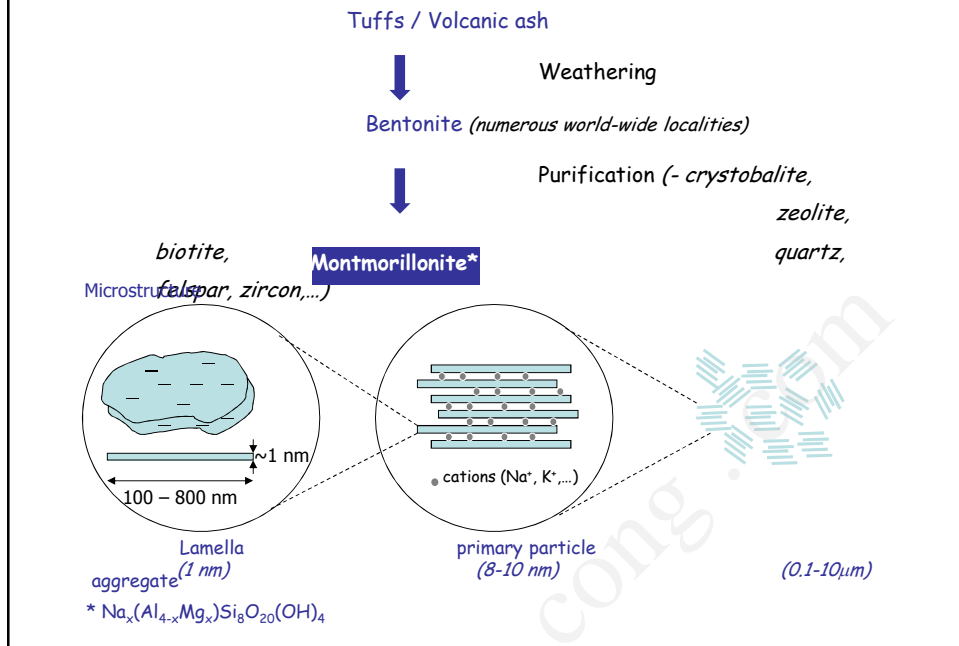 Tuffs / Volcanic ash
Weathering
Bentonite (numerous world-wide localities)
Purification (- crystobalite,
zeolite,
biotite,
quartz,
Montmorillonite*
felspar, zircon,...)
Microstructure
~1 nm
100 – 800 nm
cations (Na⁺, K⁺,...)
Lamella
primary particle
(1 nm)
(8-10 nm)
(0.1-10μm)
aggregate
* Naₓ(Al₄₋ₓMgₓ)Si₈O₂₀(OH)₄
cong . com